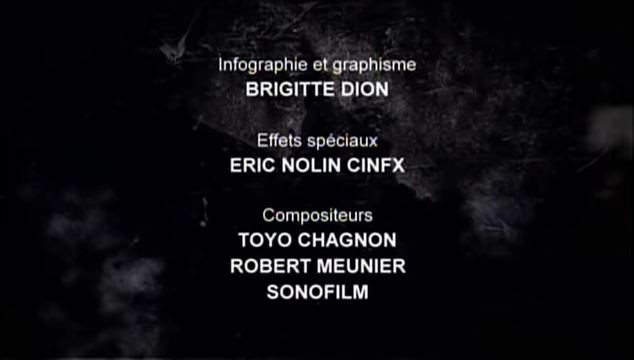 Infographie et graphisme
BRIGITTE DION
Effets spéciaux
ERIC NOLIN CINFX
Compositeurs
TOYO CHAGNON
ROBERT MEUNIER
SONOFILM